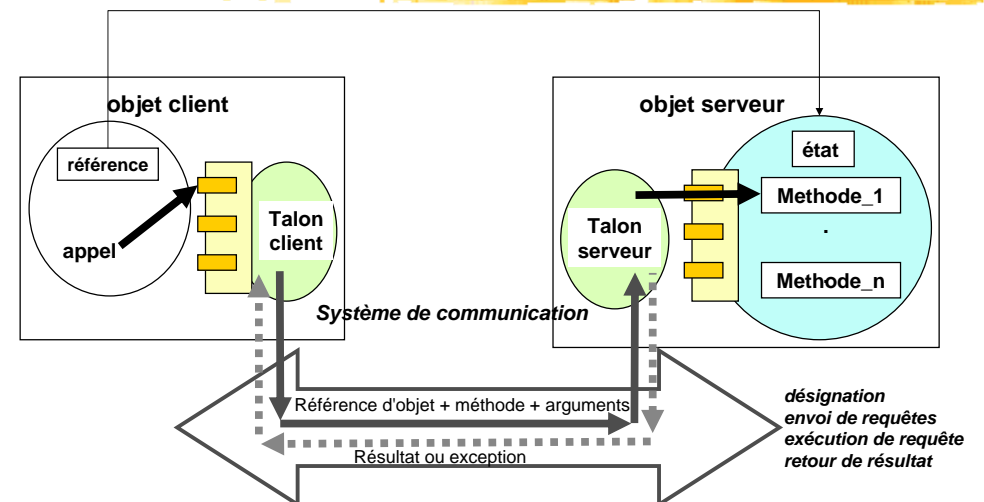 objet client
référence
appel
Talon
client
objet serveur
état
Methode_1
.
Methode_n
Talon
serveur
Système de communication
Référence d'objet + méthode + arguments
Résultat ou exception
désignation
envoi de requêtes
exécution de requête
retour de résultat